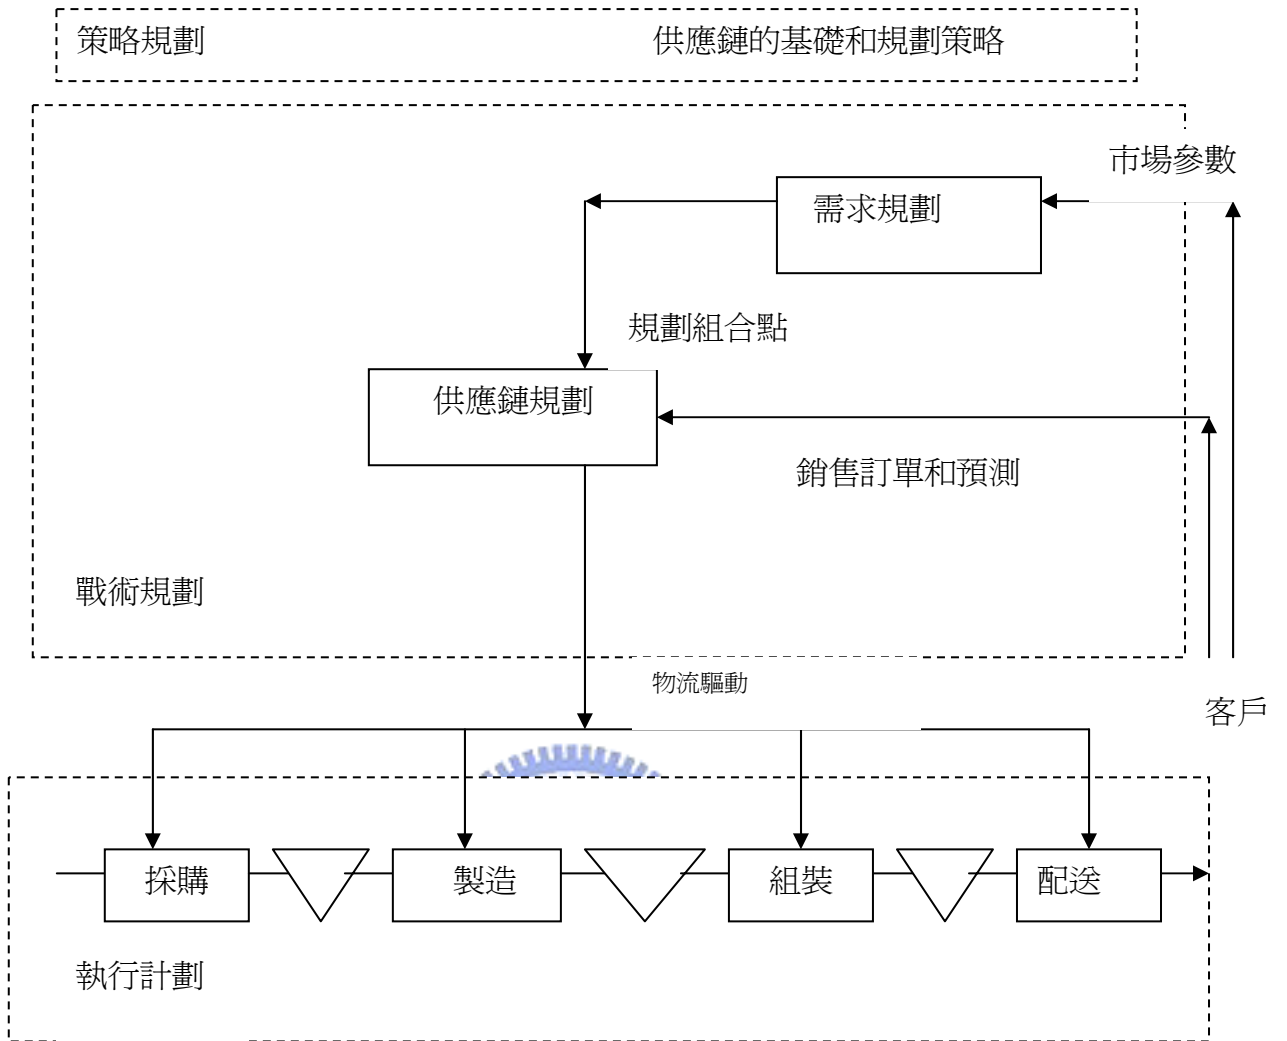 策略規劃 供應鏈的基礎和規劃策略
市場參數
需求規劃
規劃組合點
供應鏈規劃
銷售訂單和預測
戰術規劃
物流驅動
客戶
採購 製造 組裝 配送
執行計劃